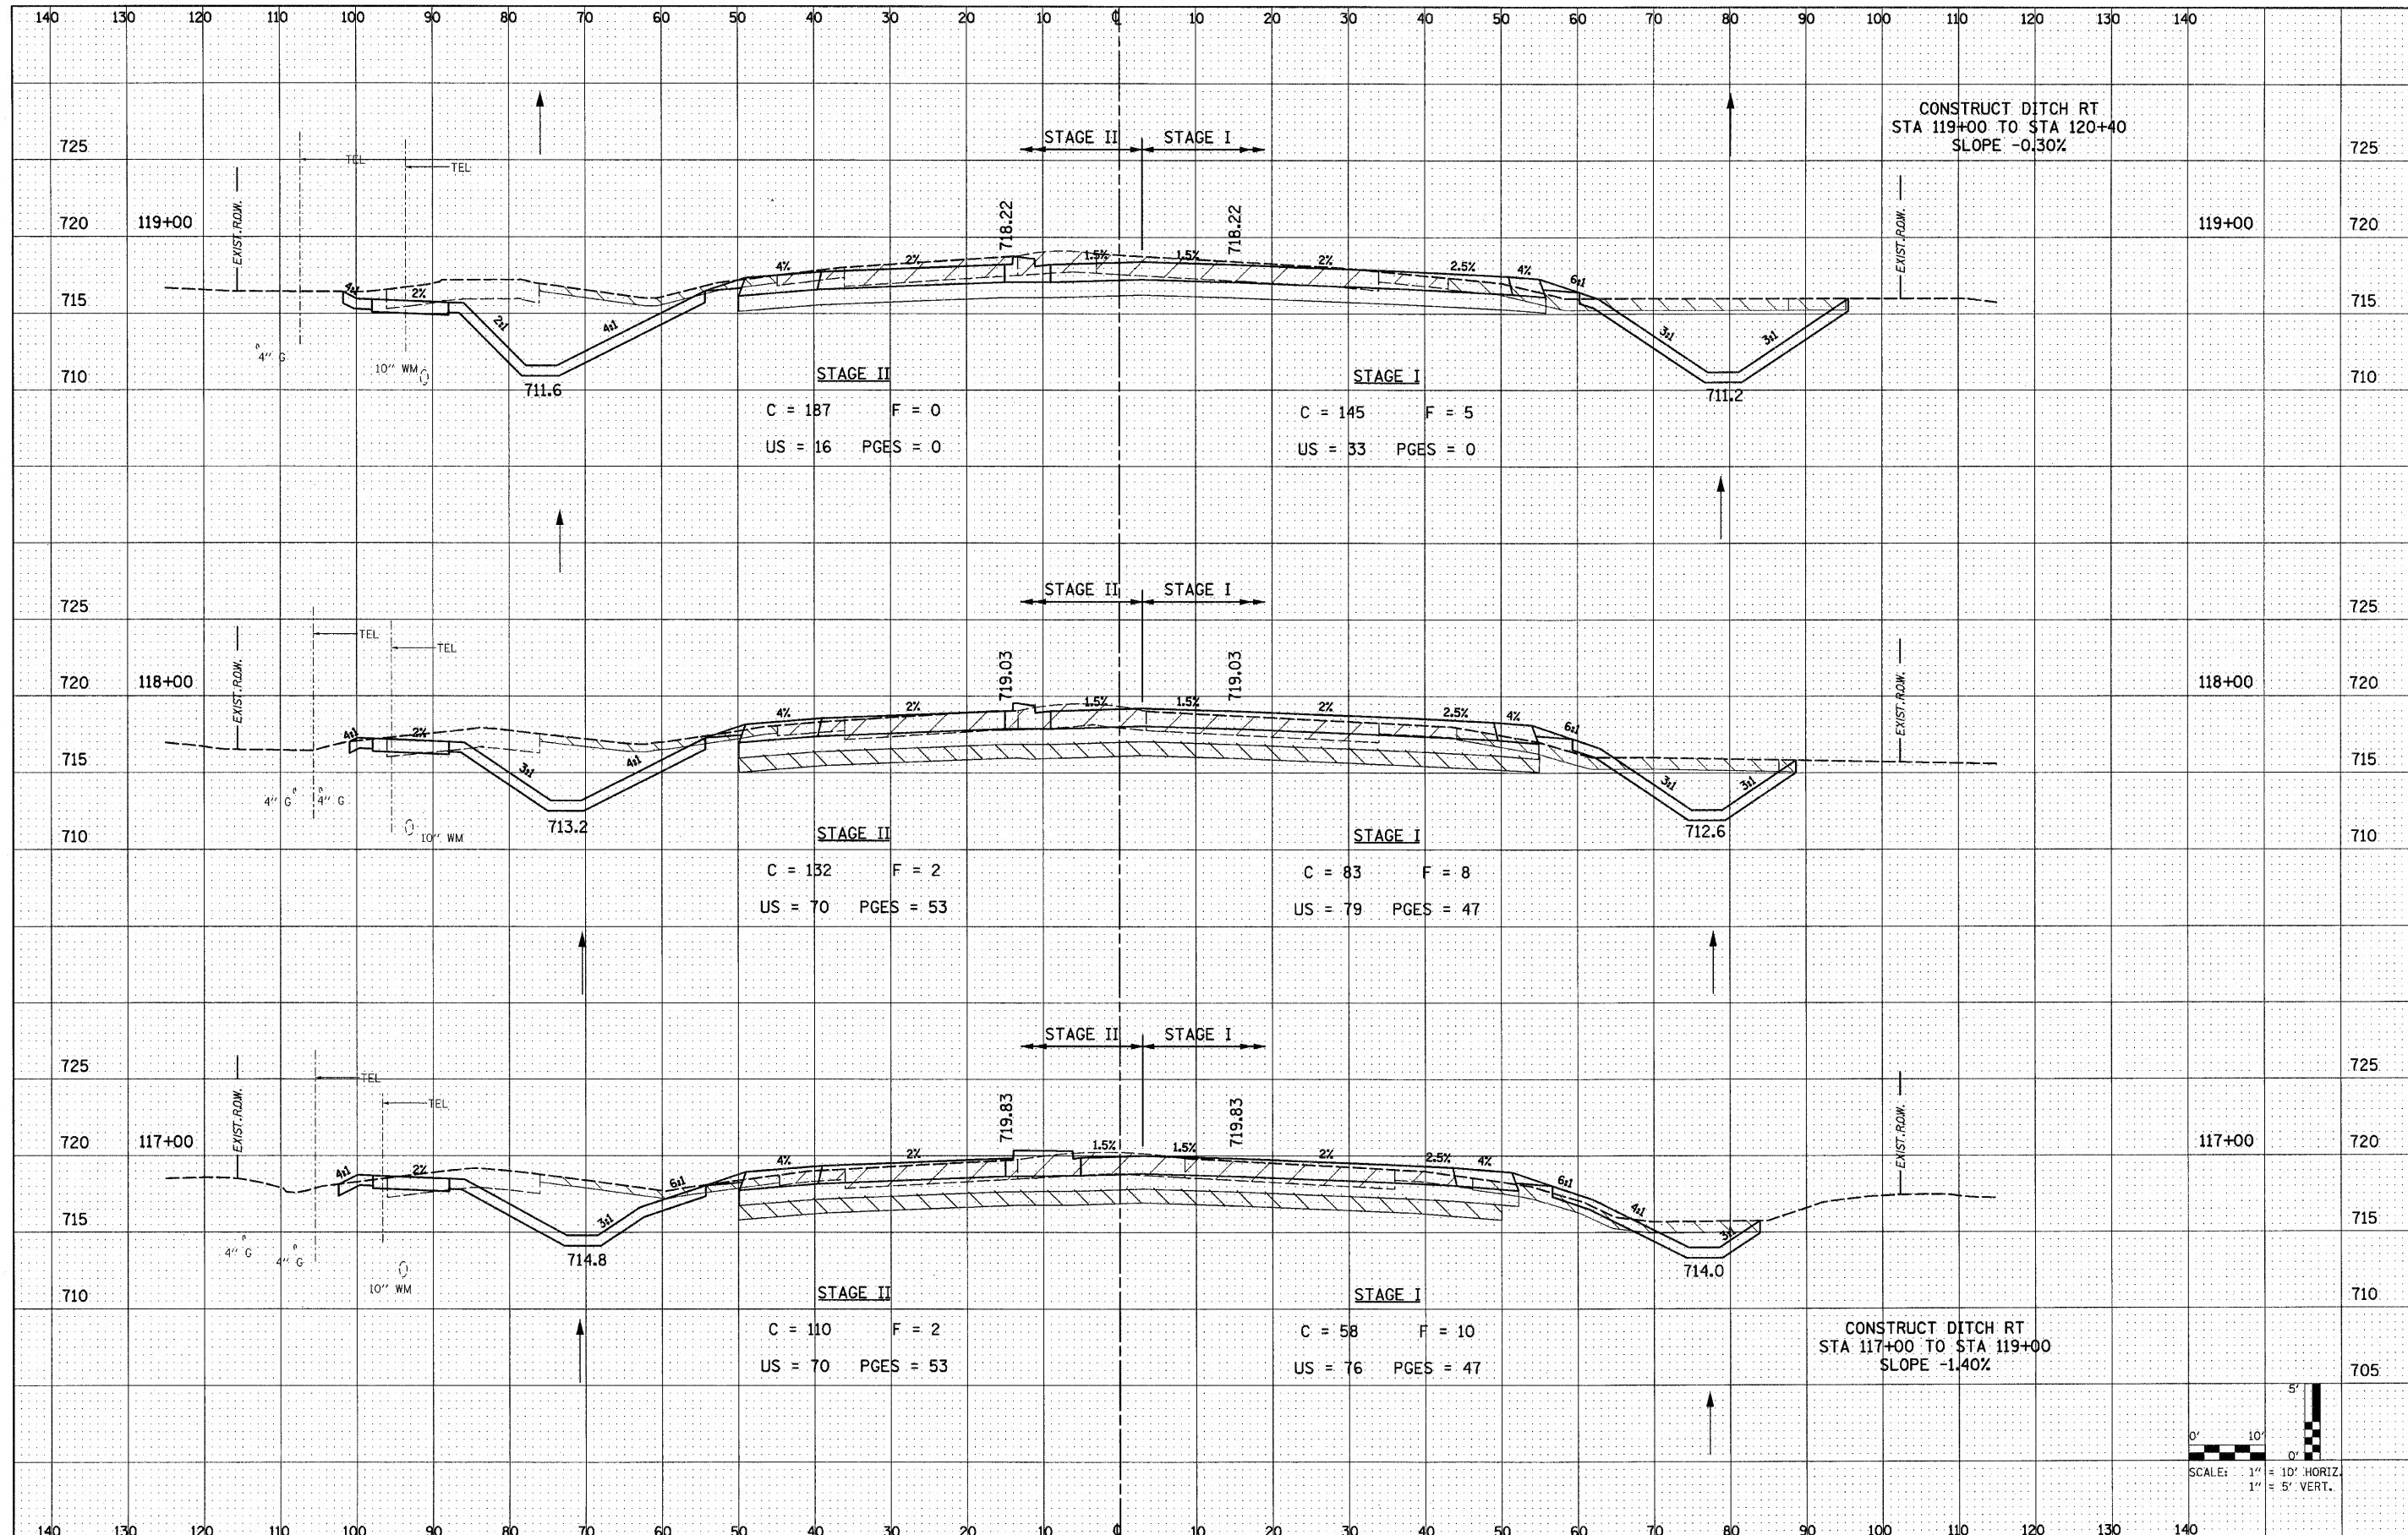 140 130 120 110 100 90 80 70 60 50 40 30 20 10 ℄ 10 20 30 40 50 60 70 80 90 100 110 120 130 140
CONSTRUCT DITCH RT
STA 119+00 TO STA 120+40
SLOPE -0.30%
STAGE II STAGE I
725 TEL TEL 725
720 119+00 EXIST. R.O.W. 718.22 718.22 EXIST. R.O.W. 119+00 720
4% 2% 1.5% 1.5% 2% 2.5% 4% 6:1
715 4:1 2% 2:1 4:1 3:1 3:1 715
4" G
10" WM
710 711.6 711.2 710
STAGE II STAGE I
C = 187 F = 0 C = 145 F = 5
US = 16 PGES = 0 US = 33 PGES = 0
STAGE II STAGE I
725 TEL TEL 725
720 118+00 EXIST. R.O.W. 719.03 719.03 EXIST. R.O.W. 118+00 720
4% 2% 1.5% 1.5% 2% 2.5% 4% 6:1
715 4:1 2% 3:1 4:1 3:1 3:1 715
4" G 4" G
10" WM
710 713.2 712.6 710
STAGE II STAGE I
C = 132 F = 2 C = 83 F = 8
US = 70 PGES = 53 US = 79 PGES = 47
STAGE II STAGE I
725 TEL TEL 725
720 117+00 EXIST. R.O.W. 719.83 719.83 EXIST. R.O.W. 117+00 720
4:1 2% 6:1 4% 2% 1.5% 1.5% 2% 2.5% 4% 6:1 4:1
715 3:1 3:1 715
4" G 4" G
10" WM
714.8 714.0
710 STAGE II STAGE I 710
C = 110 F = 2 C = 58 F = 10
US = 70 PGES = 53 US = 76 PGES = 47
CONSTRUCT DITCH RT
STA 117+00 TO STA 119+00
SLOPE -1.40%
705
5'
0' 10' 0'
SCALE: 1" = 10' HORIZ.
1" = 5' VERT.
140 130 120 110 100 90 80 70 60 50 40 30 20 10 ℄ 10 20 30 40 50 60 70 80 90 100 110 120 130 140